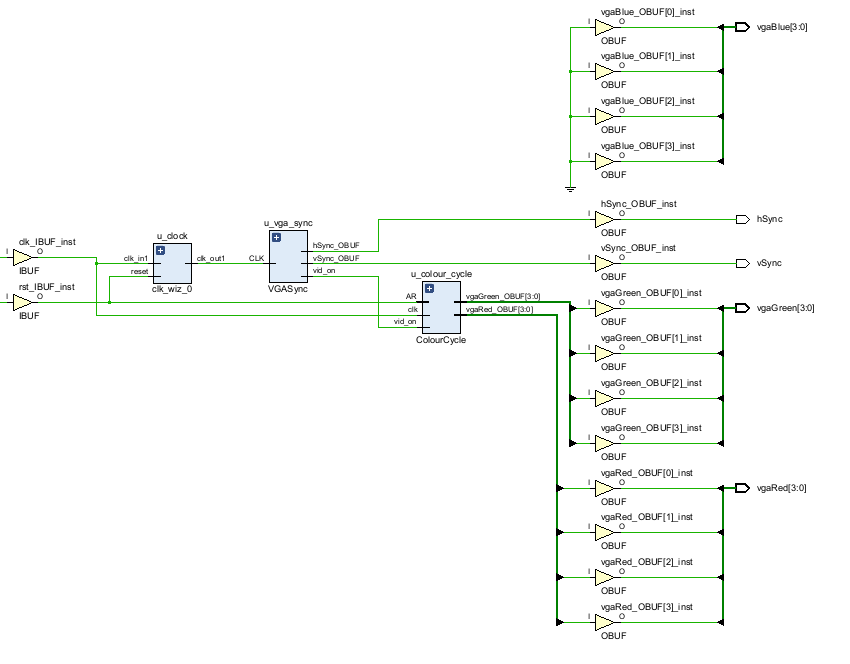 vgaBlue_OBUF[0]_inst
I O vgaBlue[3:0]
OBUF
vgaBlue_OBUF[1]_inst
I O
OBUF
vgaBlue_OBUF[2]_inst
I O
OBUF
vgaBlue_OBUF[3]_inst
I O
OBUF
hSync_OBUF_inst
I O hSync
OBUF
vSync_OBUF_inst
I O vSync
OBUF
clk_IBUF_inst
I O
IBUF
rst_IBUF_inst
I O
IBUF
u_clock
clk_in1 clk_out1
reset
clk_wiz_0
u_vga_sync
hSync_OBUF
CLK vSync_OBUF
vid_on
VGASync
u_colour_cycle
AR vgaGreen_OBUF[3:0]
clk vgaRed_OBUF[3:0]
vid_on
ColourCycle
vgaGreen_OBUF[0]_inst
I O vgaGreen[3:0]
OBUF
vgaGreen_OBUF[1]_inst
I O
OBUF
vgaGreen_OBUF[2]_inst
I O
OBUF
vgaGreen_OBUF[3]_inst
I O
OBUF
vgaRed_OBUF[0]_inst
I O vgaRed[3:0]
OBUF
vgaRed_OBUF[1]_inst
I O
OBUF
vgaRed_OBUF[2]_inst
I O
OBUF
vgaRed_OBUF[3]_inst
I O
OBUF